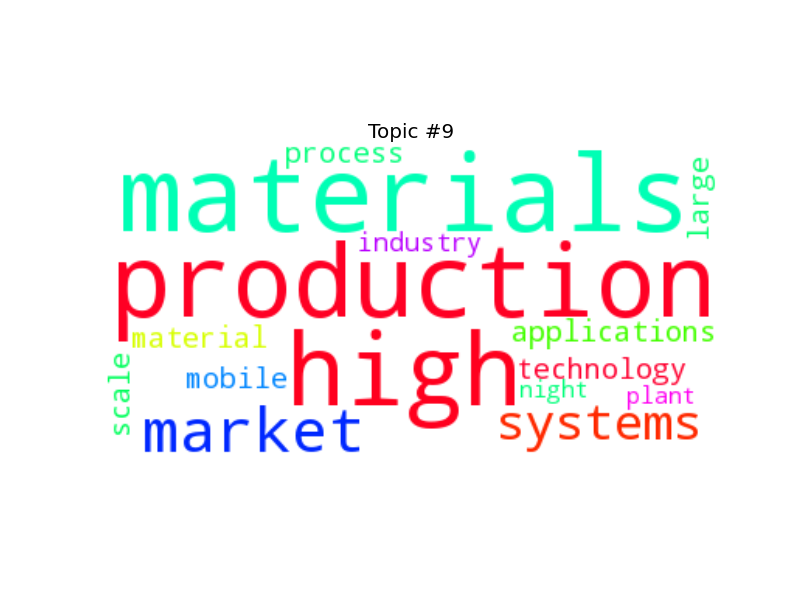 Topic #9
process
materials
large
industry
production
high
applications
material
scale
mobile
technology
night
plant
market
systems